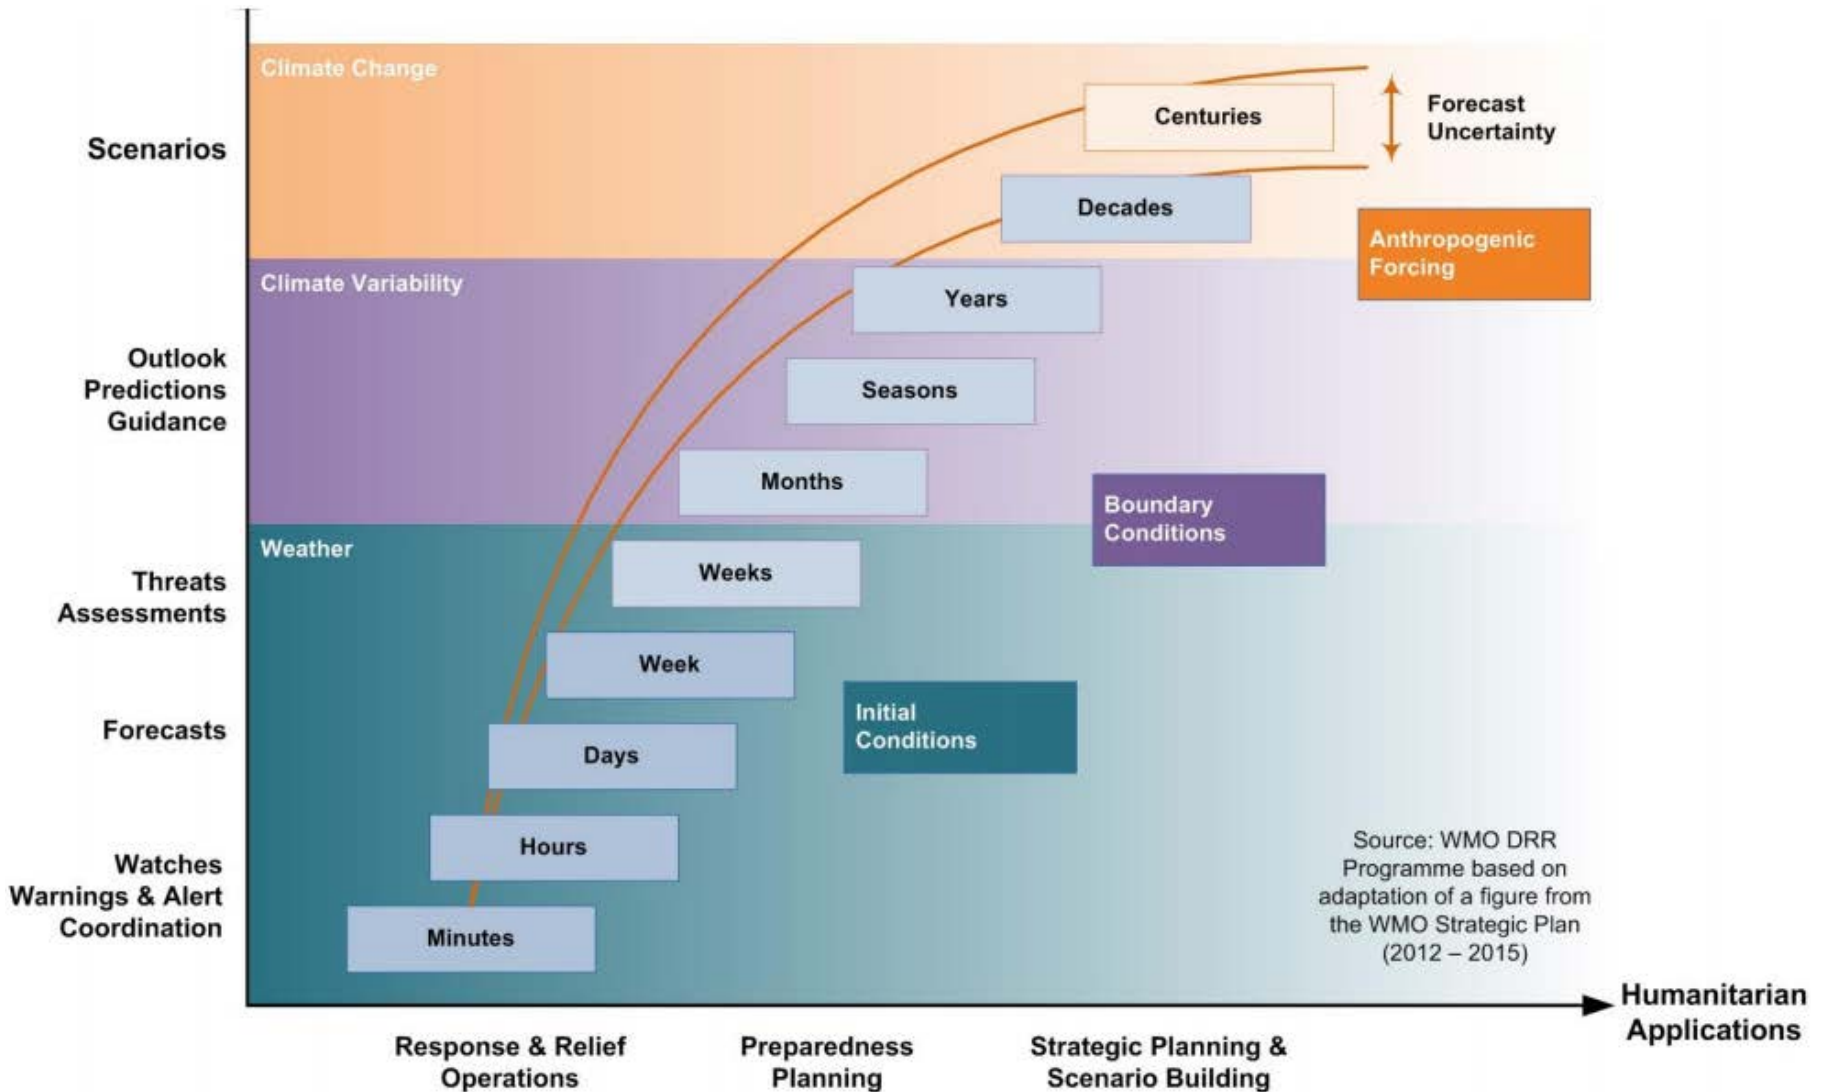 Climate Change
Centuries
Forecast
Uncertainty
Scenarios
Decades
Anthropogenic
Forcing
Climate Variability
Years
Outlook
Predictions
Guidance
Seasons
Months
Boundary
Conditions
Weather
Threats
Assessments
Weeks
Week
Forecasts
Initial
Conditions
Days
Hours
Watches
Warnings & Alert
Coordination
Minutes
Source: WMO DRR
Programme based on
adaptation of a figure from
the WMO Strategic Plan
(2012 – 2015)
Humanitarian
Applications
Response & Relief
Operations
Preparedness
Planning
Strategic Planning &
Scenario Building